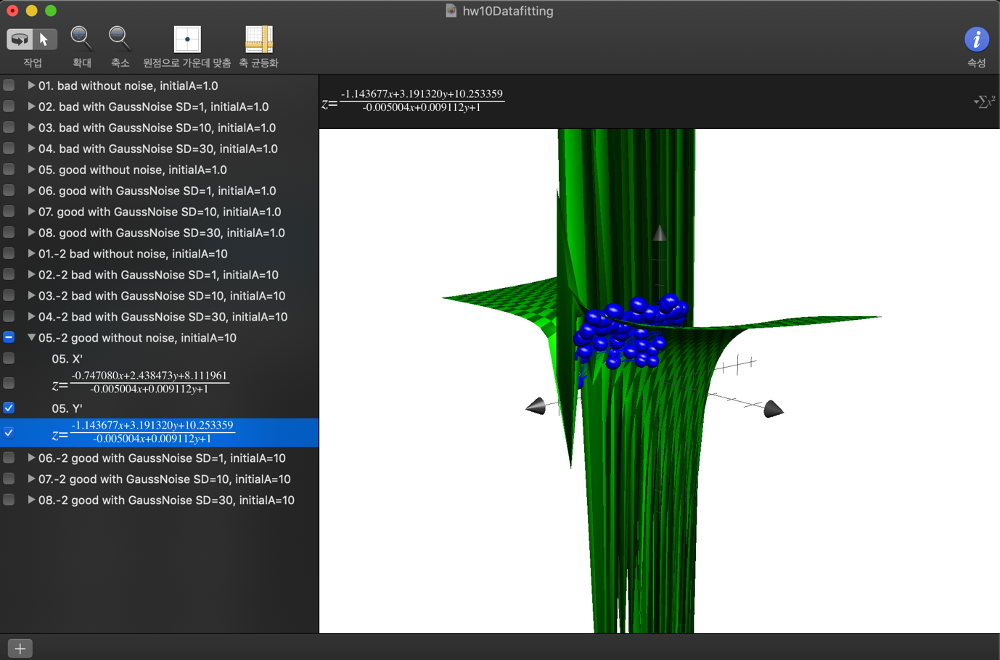 hw10Datafitting
작업
확대
축소
원점으로 가운데 맞춤
축 균등화
속성
01. bad without noise, initialA=1.0
02. bad with GaussNoise SD=1, initialA=1.0
03. bad with GaussNoise SD=10, initialA=1.0
04. bad with GaussNoise SD=30, initialA=1.0
05. good without noise, initialA=1.0
06. good with GaussNoise SD=1, initialA=1.0
07. good with GaussNoise SD=10, initialA=1.0
08. good with GaussNoise SD=30, initialA=1.0
01.-2 bad without noise, initialA=10
02.-2 bad with GaussNoise SD=1, initialA=10
03.-2 bad with GaussNoise SD=10, initialA=10
04.-2 bad with GaussNoise SD=30, initialA=10
05.-2 good without noise, initialA=10
05. X'
-0.747080x+2.438473y+8.111961
z=
-0.005004x+0.009112y+1
05. Y'
-1.143677x+3.191320y+10.253359
z=
-0.005004x+0.009112y+1
06.-2 good with GaussNoise SD=1, initialA=10
07.-2 good with GaussNoise SD=10, initialA=10
08.-2 good with GaussNoise SD=30, initialA=10
-1.143677x+3.191320y+10.253359
z=
-0.005004x+0.009112y+1
∑x²